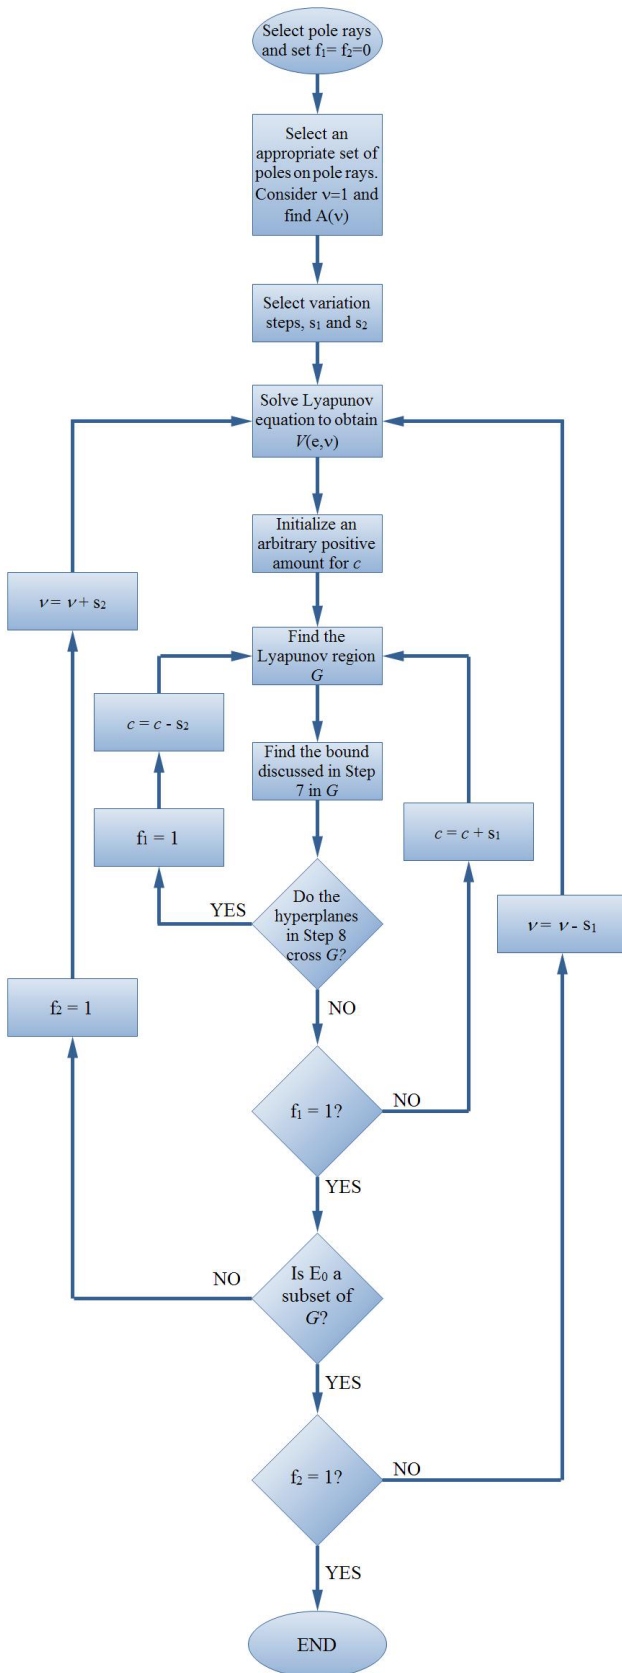 Select pole rays
and set f₁= f₂=0
Select an
appropriate set of
poles on pole rays.
Consider ν=1 and
find A(ν)
Select variation
steps, s₁ and s₂
Solve Lyapunov
equation to obtain
V(e,ν)
Initialize an
arbitrary positive
amount for c
ν= ν + s₂
Find the
Lyapunov region
G
c = c - s₂
Find the bound
discussed in Step
7 in G
f₁ = 1
c = c + s₁
Do the
hyperplanes
in Step 8
cross G?
YES
ν= ν - s₁
NO
f₂ = 1
f₁ = 1?
NO
YES
Is E₀ a
subset of
G?
NO
YES
f₂ = 1?
NO
YES
END